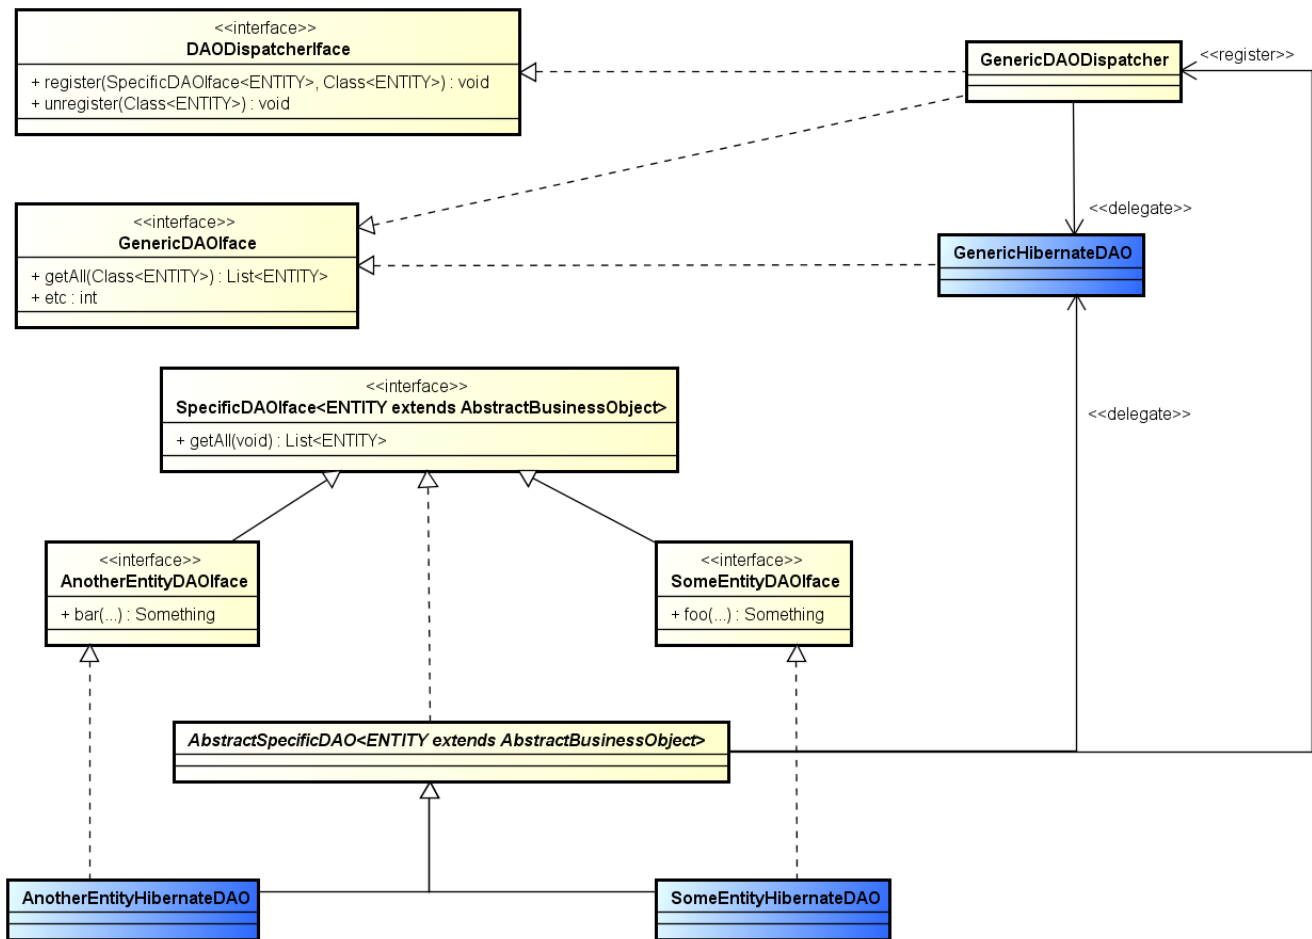 <<interface>>
DAODispatcherIface
+ register(SpecificDAOIface<ENTITY>, Class<ENTITY>) : void
+ unregister(Class<ENTITY>) : void
GenericDAODispatcher
<<register>>
<<interface>>
GenericDAOIface
+ getAll(Class<ENTITY>) : List<ENTITY>
+ etc : int
<<delegate>>
GenericHibernateDAO
<<interface>>
SpecificDAOIface<ENTITY extends AbstractBusinessObject>
+ getAll(void) : List<ENTITY>
<<delegate>>
<<interface>>
AnotherEntityDAOIface
+ bar(...) : Something
<<interface>>
SomeEntityDAOIface
+ foo(...) : Something
AbstractSpecificDAO<ENTITY extends AbstractBusinessObject>
AnotherEntityHibernateDAO
SomeEntityHibernateDAO